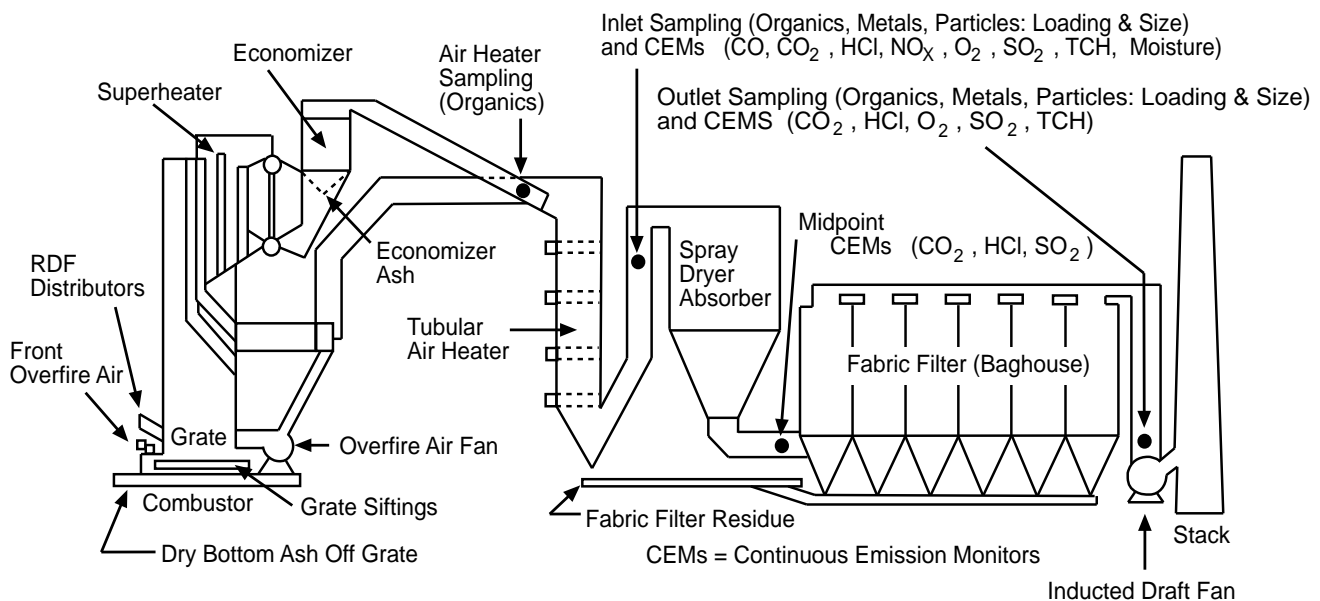 Inlet Sampling (Organics, Metals, Particles: Loading & Size)
and CEMs (CO, CO2 , HCl, NOX , O2 , SO2 , TCH, Moisture)
Economizer
Air Heater
Sampling
(Organics)
Superheater
Outlet Sampling (Organics, Metals, Particles: Loading & Size)
and CEMS (CO2 , HCl, O2 , SO2 , TCH)
Midpoint
CEMs (CO2 , HCl, SO2 )
Economizer
Ash
Spray
Dryer
Absorber
RDF
Distributors
Tubular
Air Heater
Front
Overfire Air
Fabric Filter (Baghouse)
Grate
Overfire Air Fan
Combustor
Grate Siftings
Fabric Filter Residue
Stack
Dry Bottom Ash Off Grate
CEMs = Continuous Emission Monitors
Inducted Draft Fan